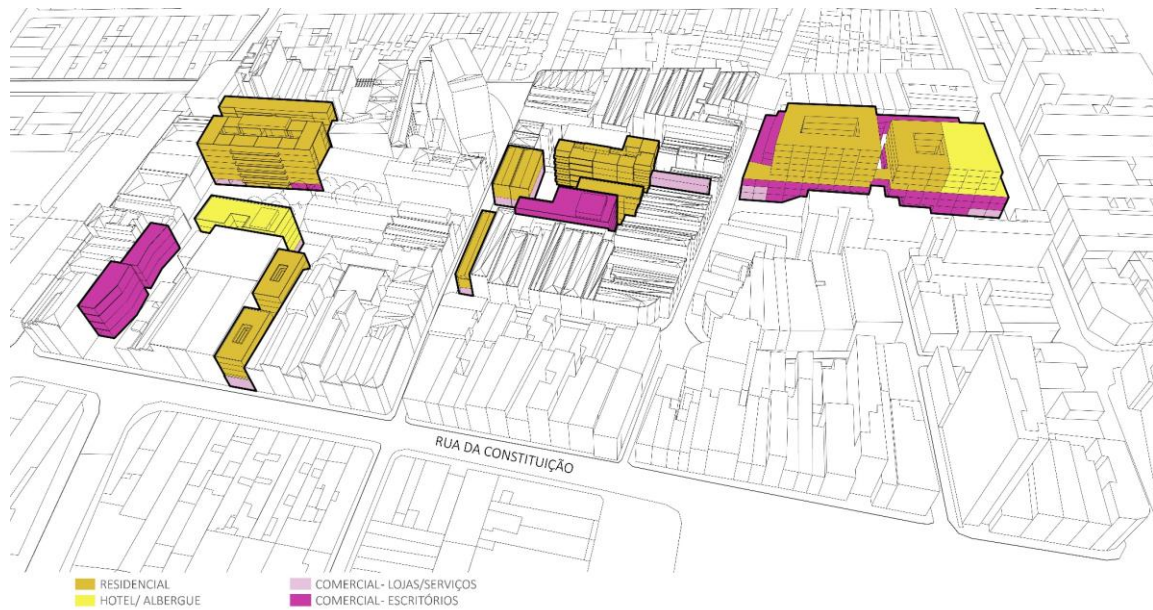 RUA DA CONSTITUIÇÃO
RESIDENCIAL
HOTEL/ ALBERGUE
COMERCIAL- LOJAS/SERVIÇOS
COMERCIAL- ESCRITÓRIOS